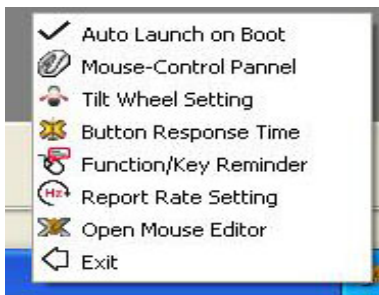 Auto Launch on Boot
Mouse-Control Pannel
Tilt Wheel Setting
Button Response Time
Function/Key Reminder
Hz Report Rate Setting
Open Mouse Editor
Exit